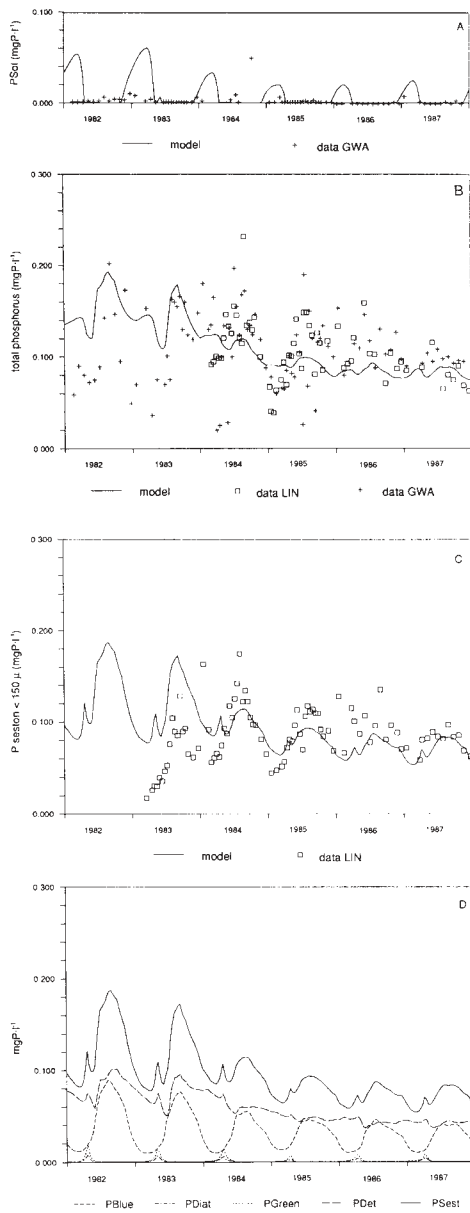 A
PSol (mgP·l⁻¹)
0.100
0.000
1982 1983 1984 1985 1986 1987
model data GWA
B
total phosphorus (mgP·l⁻¹)
0.300
0.200
0.100
0.000
1982 1983 1984 1985 1986 1987
model data LIN data GWA
C
P seston < 150 μ (mgP·l⁻¹)
0.300
0.200
0.100
0.000
1982 1983 1984 1985 1986 1987
model data LIN
D
mgP·l⁻¹
0.300
0.200
0.100
0.000
1982 1983 1984 1985 1986 1987
PBlue PDiat PGreen PDet PSest